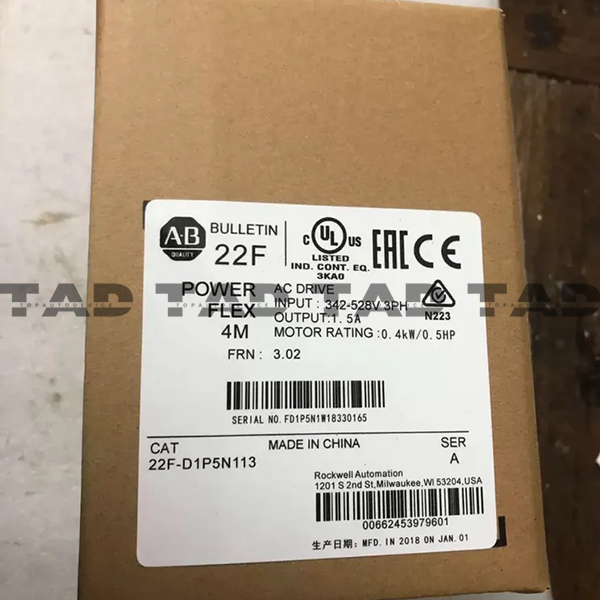 AB
QUALITY
BULLETIN
22F
C UL US
LISTED
IND. CONT. EQ.
3KA0
EAC CE
POWER
FLEX
4M
AC DRIVE
INPUT : 342-528V 3PH
OUTPUT:1.5A
MOTOR RATING:0.4kW/0.5HP
N223
FRN : 3.02
SERIAL NO. FD1P5N1W18330165
CAT
22F-D1P5N113
MADE IN CHINA
SER
A
Rockwell Automation
1201 S 2nd St,Milwaukee,WI 53204,USA
00662453979601
生产日期: MFD. IN 2018 ON JAN. 01
TAD TAD TAD TAD TAD
TOPAUTODEVICE